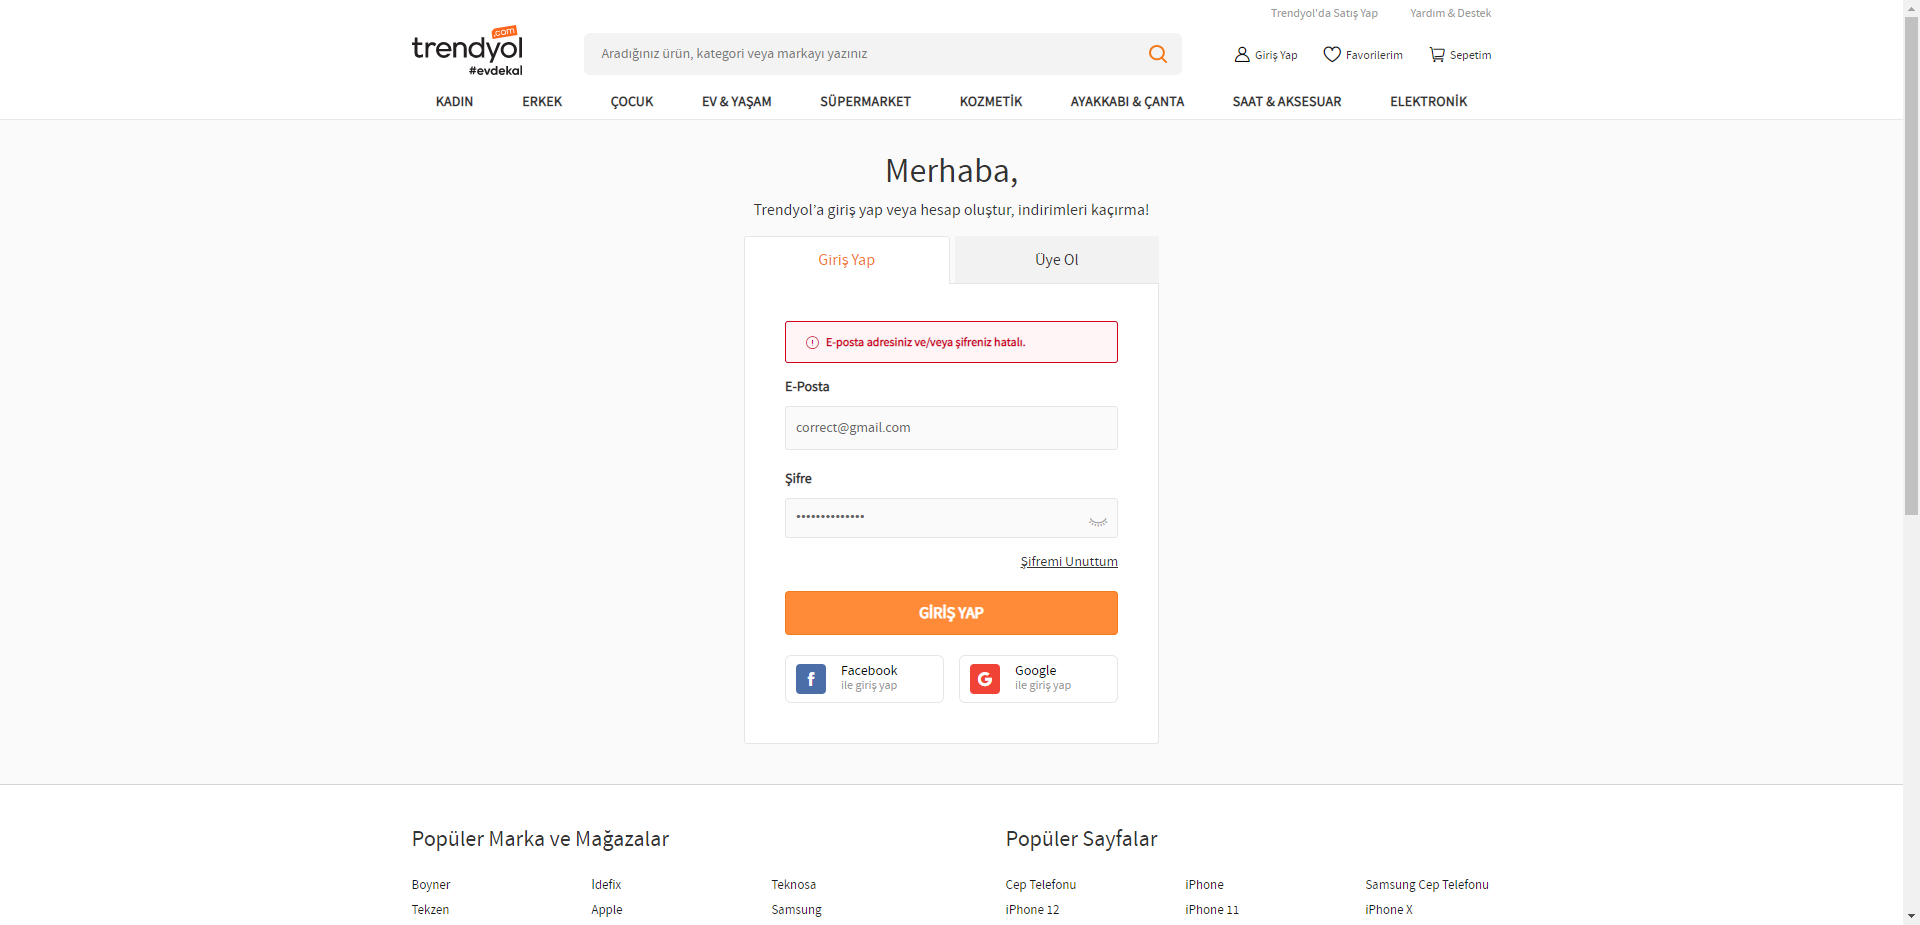 Trendyol'da Satış Yap Yardım & Destek
.com
trendyol
#evdekal
Aradığınız ürün, kategori veya markayı yazınız
Giriş Yap Favorilerim Sepetim
KADIN ERKEK ÇOCUK EV & YAŞAM SÜPERMARKET KOZMETİK AYAKKABI & ÇANTA SAAT & AKSESUAR ELEKTRONİK
Merhaba,
Trendyol’a giriş yap veya hesap oluştur, indirimleri kaçırma!
Giriş Yap Üye Ol
E-posta adresiniz ve/veya şifreniz hatalı.
E-Posta
correct@gmail.com
Şifre
••••••••••••••
Şifremi Unuttum
GİRİŞ YAP
f Facebook
ile giriş yap
G Google
ile giriş yap
Popüler Marka ve Mağazalar
Boyner İdefix Teknosa
Tekzen Apple Samsung
Popüler Sayfalar
Cep Telefonu iPhone Samsung Cep Telefonu
iPhone 12 iPhone 11 iPhone X